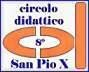 circolo
didattico
8°
San Pio X